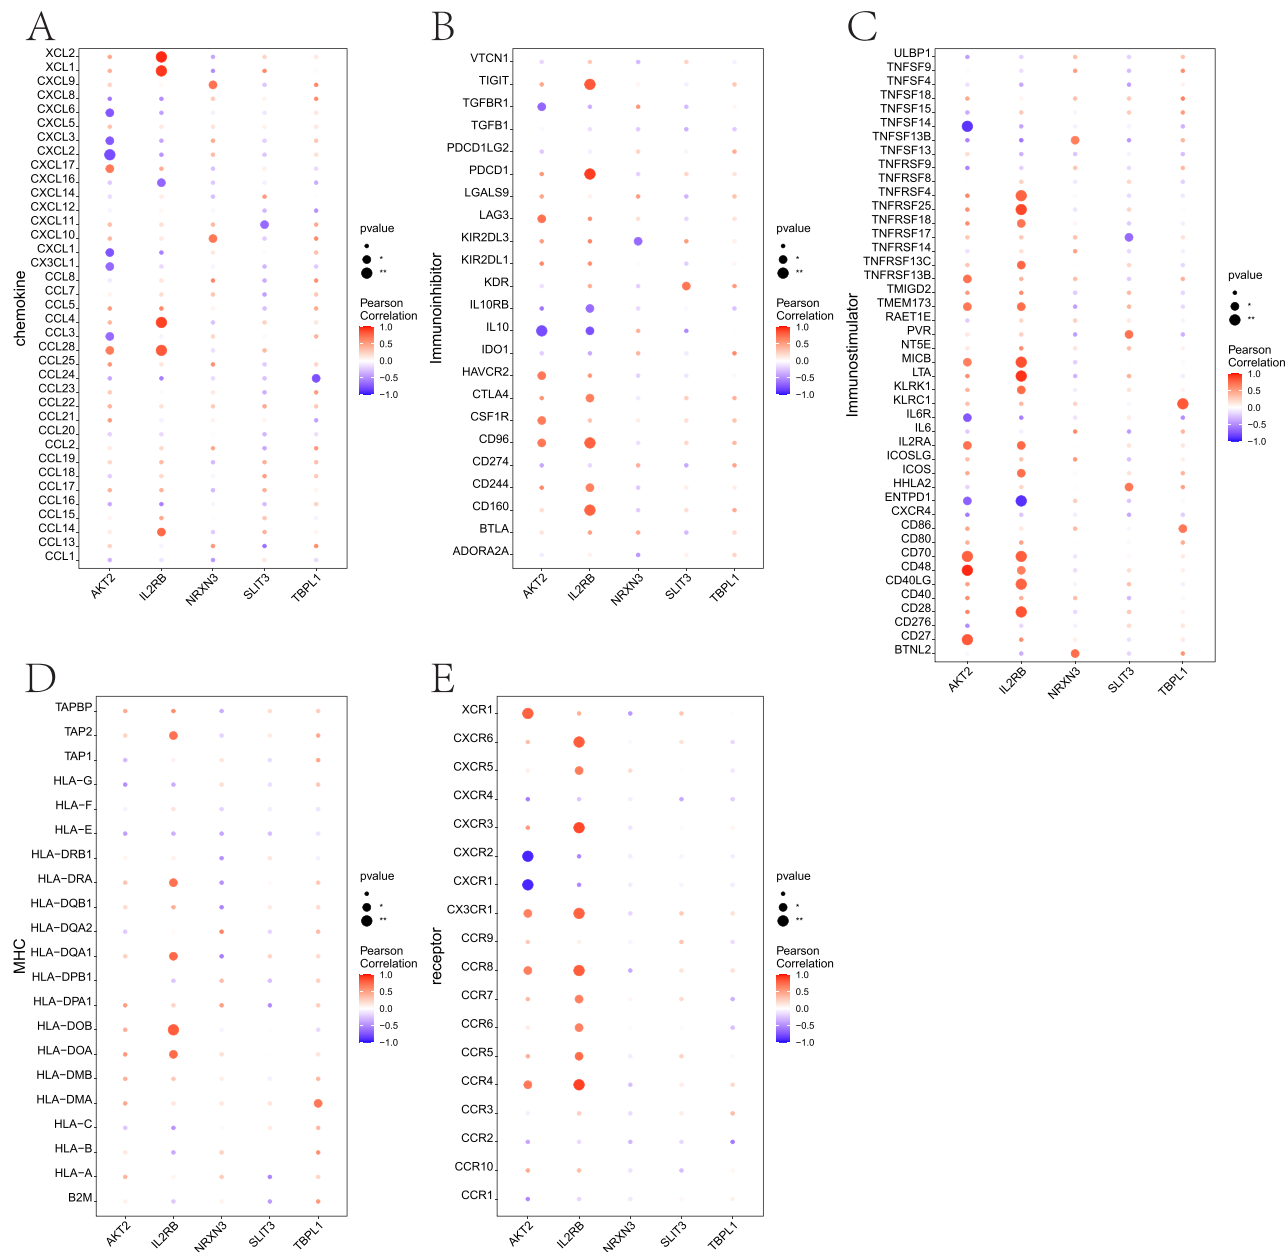 A
XCL2
XCL1
CXCL9
CXCL8
CXCL6
CXCL5
CXCL3
CXCL2
CXCL17
CXCL16
CXCL14
CXCL12
CXCL11
CXCL10
CXCL1
CX3CL1
CCL8
CCL7
CCL5
CCL4
CCL3
CCL28
CCL25
CCL24
CCL23
CCL22
CCL21
CCL20
CCL2
CCL19
CCL18
CCL17
CCL16
CCL15
CCL14
CCL13
CCL1
chemokine
AKT2
IL2RB
NRXN3
SLIT3
TBPL1
pvalue
*
**
Pearson
Correlation
1.0
0.5
0.0
−0.5
−1.0
B
VTCN1
TIGIT
TGFBR1
TGFB1
PDCD1LG2
PDCD1
LGALS9
LAG3
KIR2DL3
KIR2DL1
KDR
IL10RB
IL10
IDO1
HAVCR2
CTLA4
CSF1R
CD96
CD274
CD244
CD160
BTLA
ADORA2A
Immunoinhibitor
AKT2
IL2RB
NRXN3
SLIT3
TBPL1
pvalue
*
**
Pearson
Correlation
1.0
0.5
0.0
−0.5
−1.0
C
ULBP1
TNFSF9
TNFSF4
TNFSF18
TNFSF15
TNFSF14
TNFSF13B
TNFSF13
TNFRSF9
TNFRSF8
TNFRSF4
TNFRSF25
TNFRSF18
TNFRSF17
TNFRSF14
TNFRSF13C
TNFRSF13B
TMIGD2
TMEM173
RAET1E
PVR
NT5E
MICB
LTA
KLRK1
KLRC1
IL6R
IL6
IL2RA
ICOSLG
ICOS
HHLA2
ENTPD1
CXCR4
CD86
CD80
CD70
CD48
CD40LG
CD40
CD28
CD276
CD27
BTNL2
Immunostimulator
AKT2
IL2RB
NRXN3
SLIT3
TBPL1
pvalue
*
**
Pearson
Correlation
1.0
0.5
0.0
−0.5
−1.0
D
TAPBP
TAP2
TAP1
HLA−G
HLA−F
HLA−E
HLA−DRB1
HLA−DRA
HLA−DQB1
HLA−DQA2
HLA−DQA1
HLA−DPB1
HLA−DPA1
HLA−DOB
HLA−DOA
HLA−DMB
HLA−DMA
HLA−C
HLA−B
HLA−A
B2M
MHC
AKT2
IL2RB
NRXN3
SLIT3
TBPL1
pvalue
*
**
Pearson
Correlation
1.0
0.5
0.0
−0.5
−1.0
E
XCR1
CXCR6
CXCR5
CXCR4
CXCR3
CXCR2
CXCR1
CX3CR1
CCR9
CCR8
CCR7
CCR6
CCR5
CCR4
CCR3
CCR2
CCR10
CCR1
receptor
AKT2
IL2RB
NRXN3
SLIT3
TBPL1
pvalue
*
**
Pearson
Correlation
1.0
0.5
0.0
−0.5
−1.0